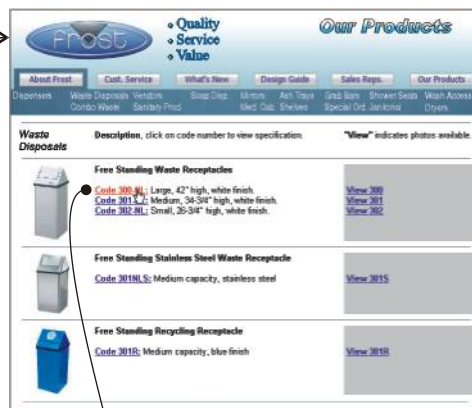 Frost
Quality
Service
Value
Our Products
About Frost Cust. Service What's New Design Guide Sales Reps. Our Products
Dispensers Waste Disposals Vendors Soap Disp. Mirrors Ash Trays Grab Bars Shower Seats Wash Access
Combo Waste Sanitary Prod. Med. Cab. Shelves Special Ord. Janitorial Dryers
Waste Disposals
Description, click on code number to view specification. "View" indicates photos available.
Free Standing Waste Receptacles
Code 300-NL: Large, 42" high, white finish. View 300
Code 301- Medium, 34-3/4" high, white finish. View 301
Code 302-NL: Small, 26-3/4" high, white finish. View 302
Free Standing Stainless Steel Waste Receptacle
Code 301NLS: Medium capacity, stainless steel View 301S
Free Standing Recycling Receptacle
Code 301R: Medium capacity, blue finish View 301R